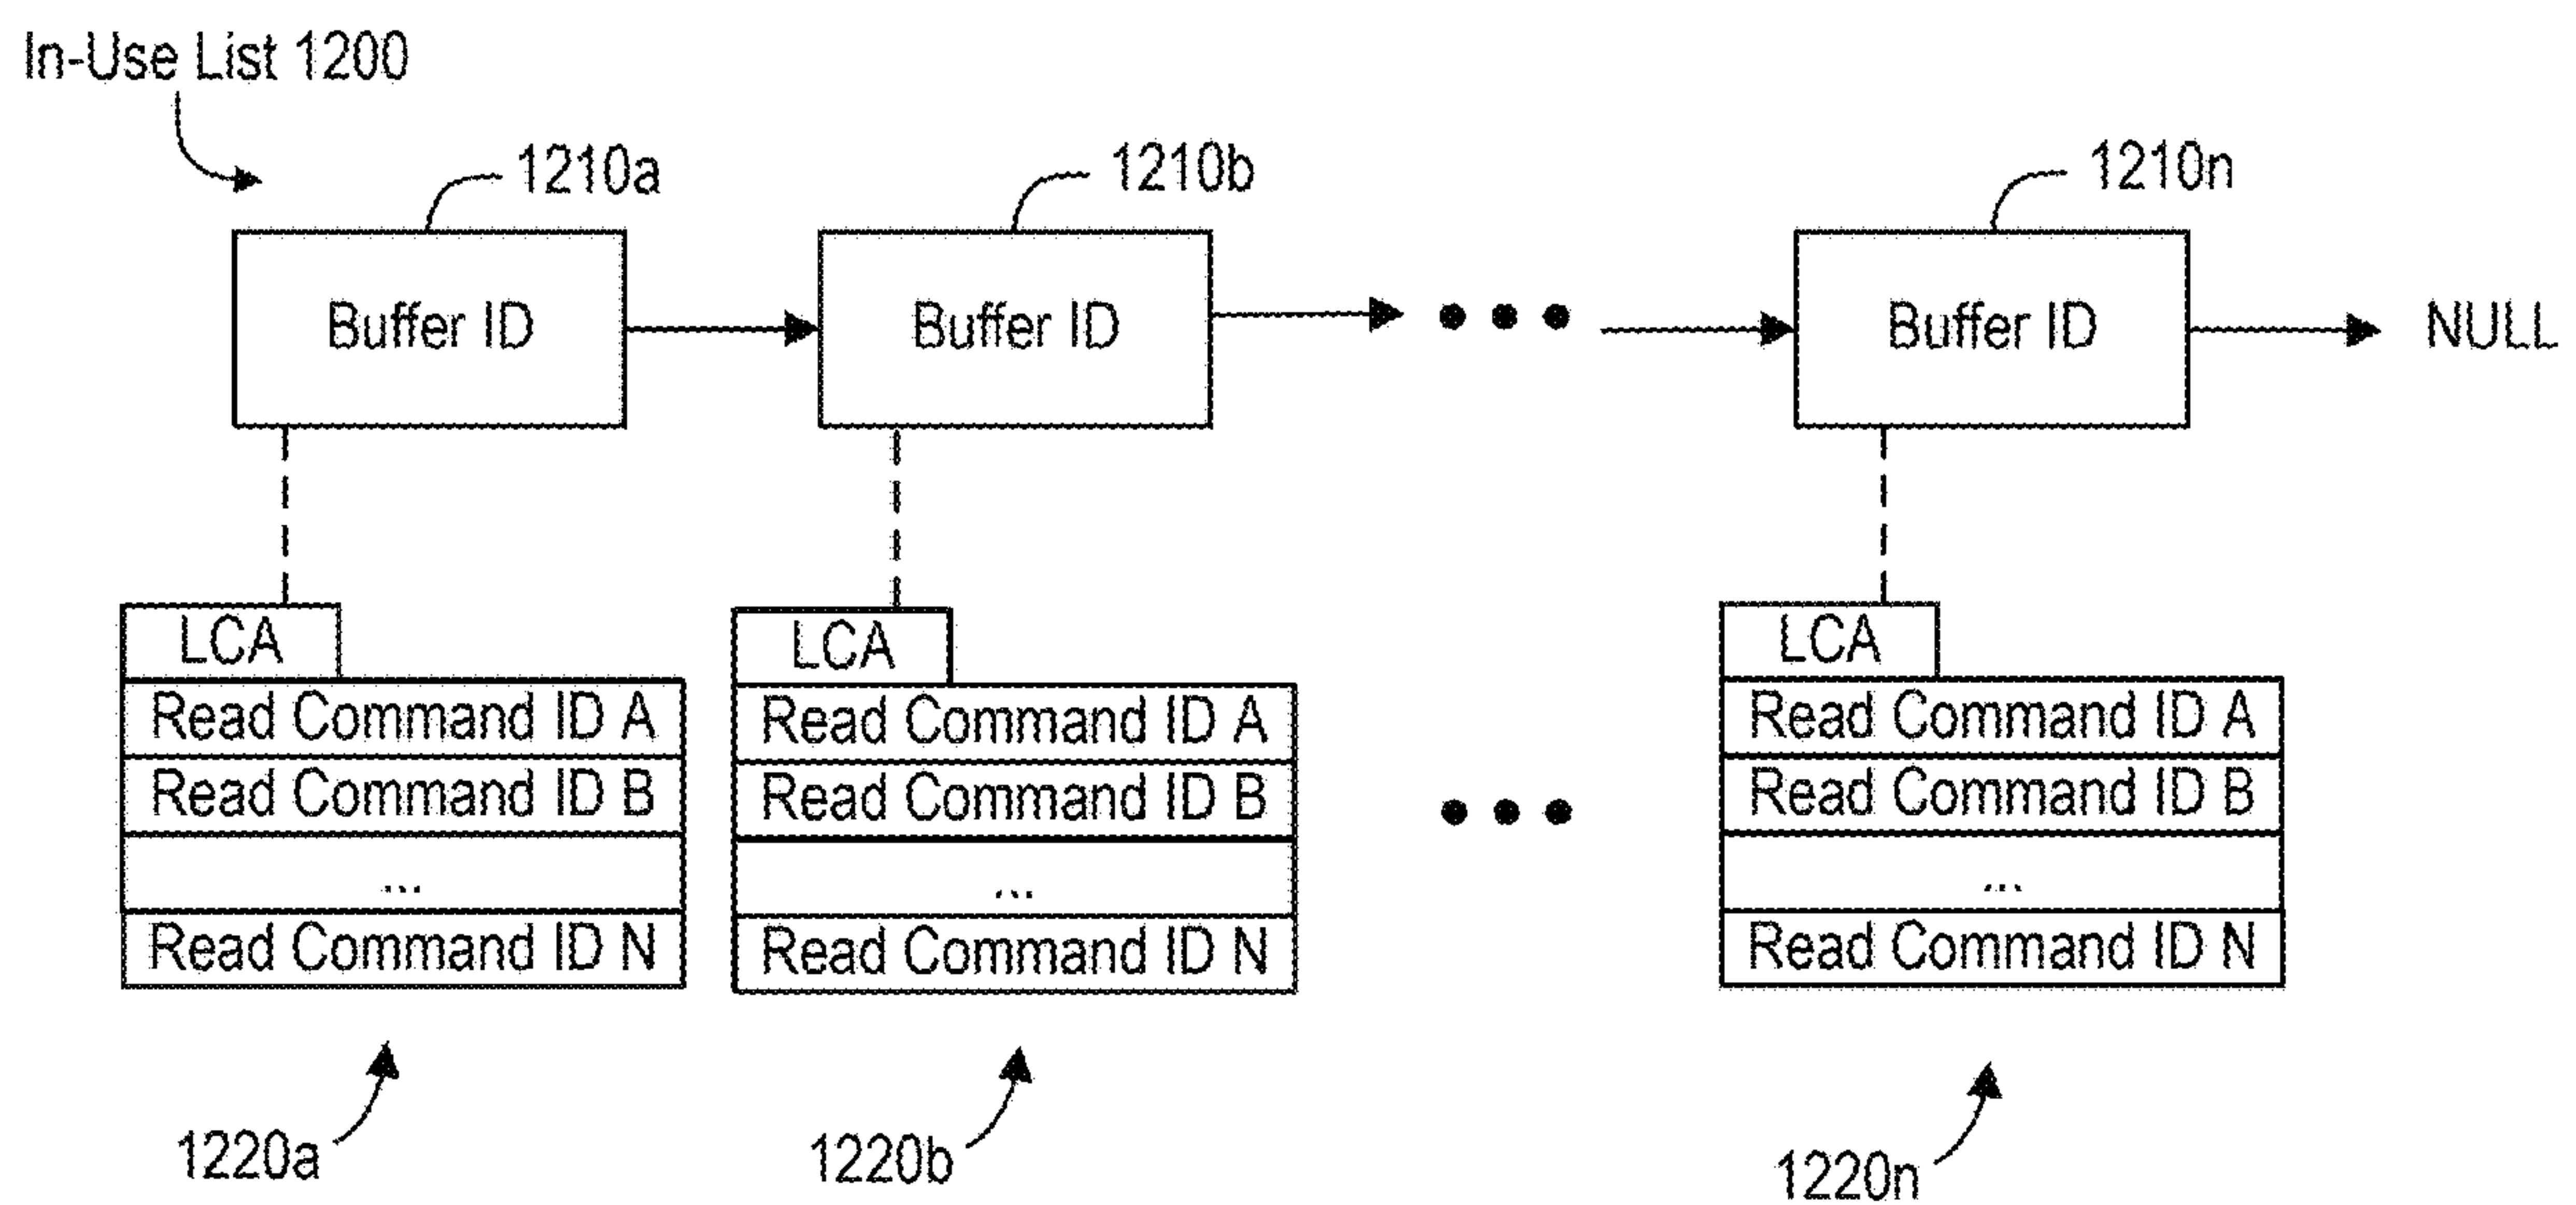 In-Use List 1200
1210a
1210b
1210n
Buffer ID
Buffer ID
Buffer ID
NULL
LCA
Read Command ID A
Read Command ID B
...
Read Command ID N
LCA
Read Command ID A
Read Command ID B
...
Read Command ID N
LCA
Read Command ID A
Read Command ID B
...
Read Command ID N
1220a
1220b
1220n